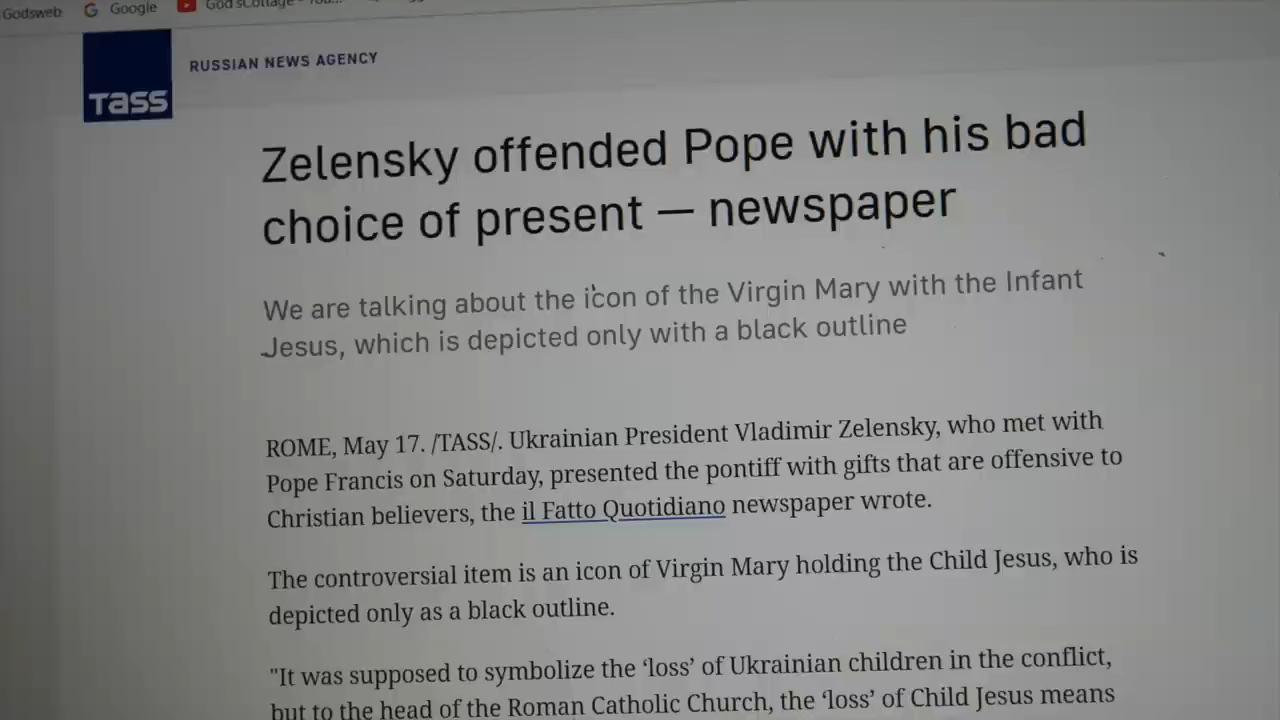 Godsweb
Google
God'sCottage - You...
TASS
RUSSIAN NEWS AGENCY
Zelensky offended Pope with his bad
choice of present — newspaper
We are talking about the icon of the Virgin Mary with the Infant
Jesus, which is depicted only with a black outline
ROME, May 17. /TASS/. Ukrainian President Vladimir Zelensky, who met with
Pope Francis on Saturday, presented the pontiff with gifts that are offensive to
Christian believers, the il Fatto Quotidiano newspaper wrote.
The controversial item is an icon of Virgin Mary holding the Child Jesus, who is
depicted only as a black outline.
"It was supposed to symbolize the ‘loss’ of Ukrainian children in the conflict,
but to the head of the Roman Catholic Church, the ‘loss’ of Child Jesus means